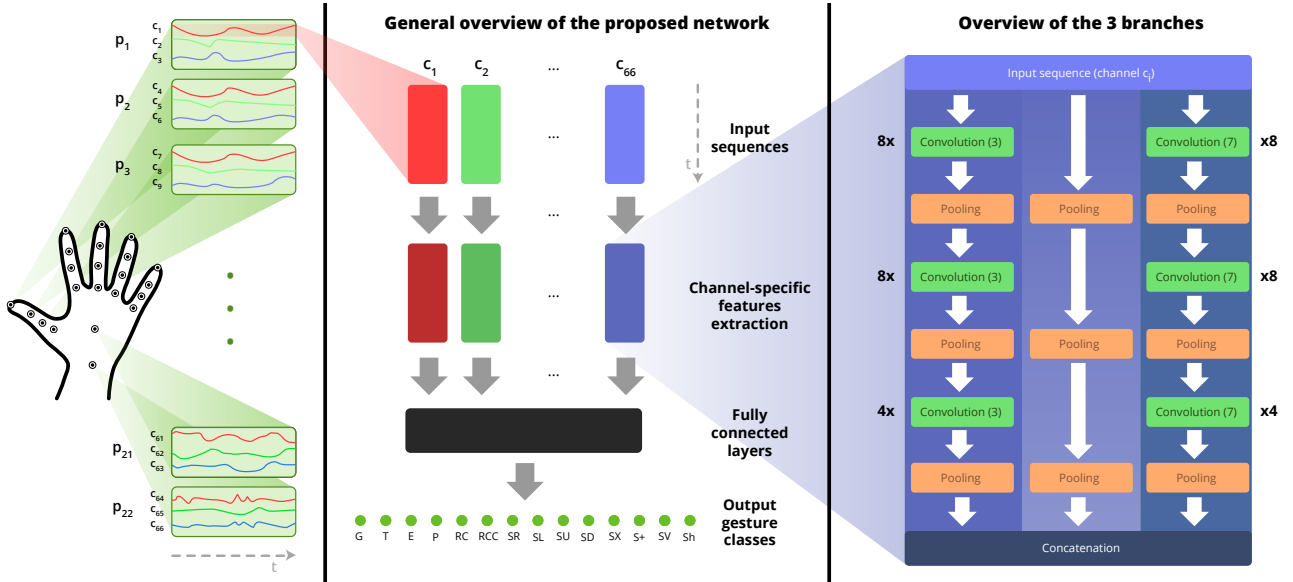 p1
c1
c2
c3
p2
c4
c5
c6
p3
c7
c8
c9
p21
c61
c62
c63
p22
c64
c65
c66
t
General overview of the proposed network
C1 C2 ... C66
...
Input
sequences
t
...
...
Channel-specific
features
extraction
...
Fully
connected
layers
Output
gesture
classes
G T E P RC RCC SR SL SU SD SX S+ SV Sh
Overview of the 3 branches
Input sequence (channel ci)
8x Convolution (3) Convolution (7) x8
Pooling Pooling Pooling
8x Convolution (3) Convolution (7) x8
Pooling Pooling Pooling
4x Convolution (3) Convolution (7) x4
Pooling Pooling Pooling
Concatenation